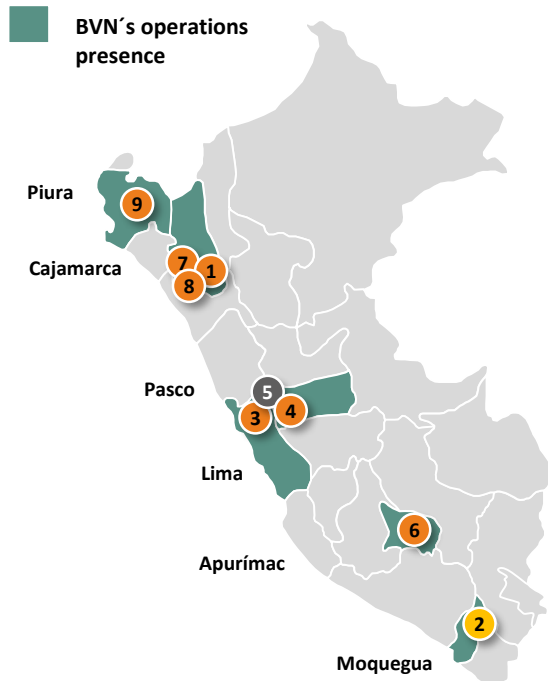 BVN´s operations
presence
Piura
9
Cajamarca
7
1
8
Pasco
5
3
4
Lima
6
Apurímac
2
Moquegua